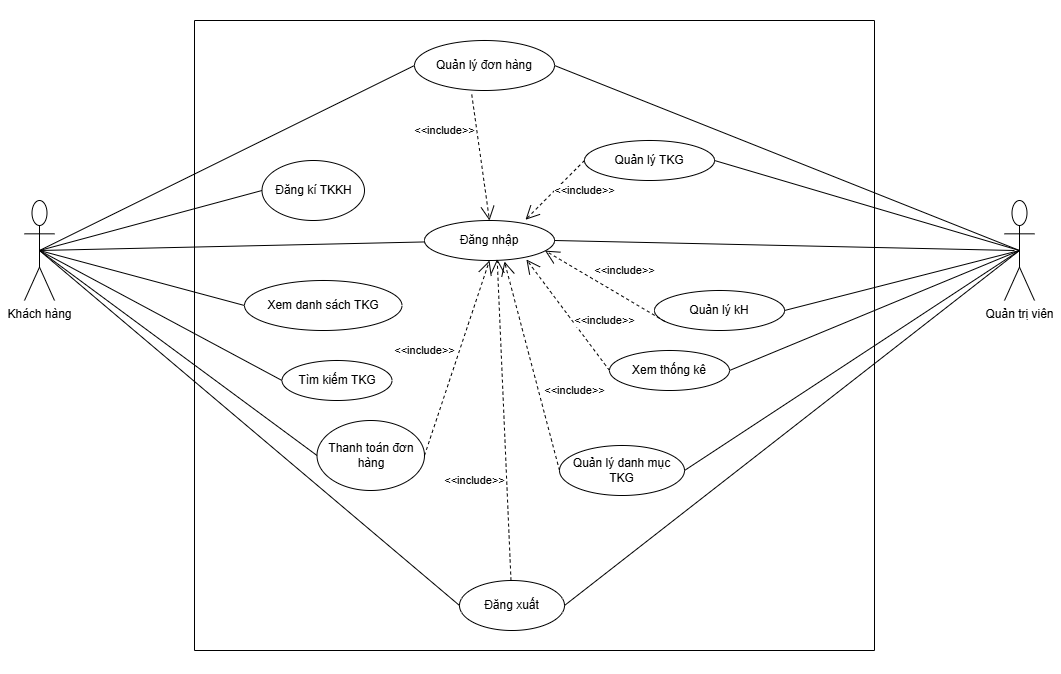 Quản lý đơn hàng
<<include>>
Quản lý TKG
Đăng kí TKKH
<<include>>
Đăng nhập
<<include>>
Xem danh sách TKG
Quản lý kH
Khách hàng
Quản trị viên
<<include>>
<<include>>
Xem thống kê
Tìm kiếm TKG
<<include>>
Thanh toán đơn
hàng
Quản lý danh mục
TKG
<<include>>
Đăng xuất